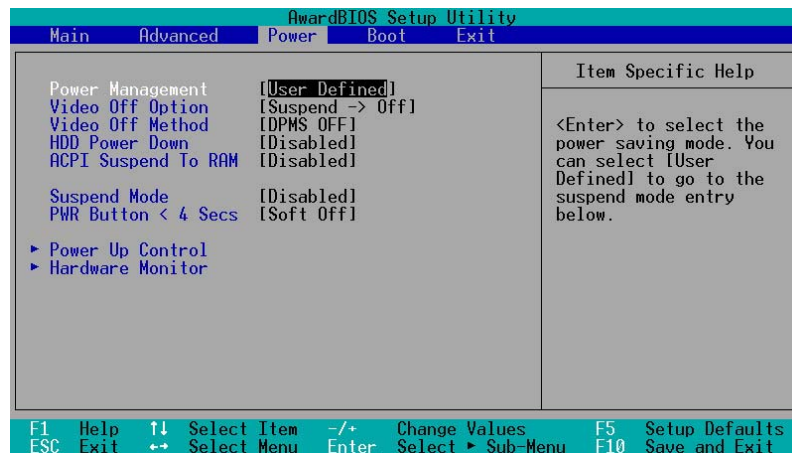 AwardBIOS Setup Utility
Main Advanced Power Boot Exit
Power Management [User Defined]
Video Off Option [Suspend -> Off]
Video Off Method [DPMS OFF]
HDD Power Down [Disabled]
ACPI Suspend To RAM [Disabled]
Suspend Mode [Disabled]
PWR Button < 4 Secs [Soft Off]
► Power Up Control
► Hardware Monitor
Item Specific Help
<Enter> to select the
power saving mode. You
can select [User
Defined] to go to the
suspend mode entry
below.
F1 Help ↑↓ Select Item -/+ Change Values F5 Setup Defaults
ESC Exit ←→ Select Menu Enter Select ► Sub-Menu F10 Save and Exit